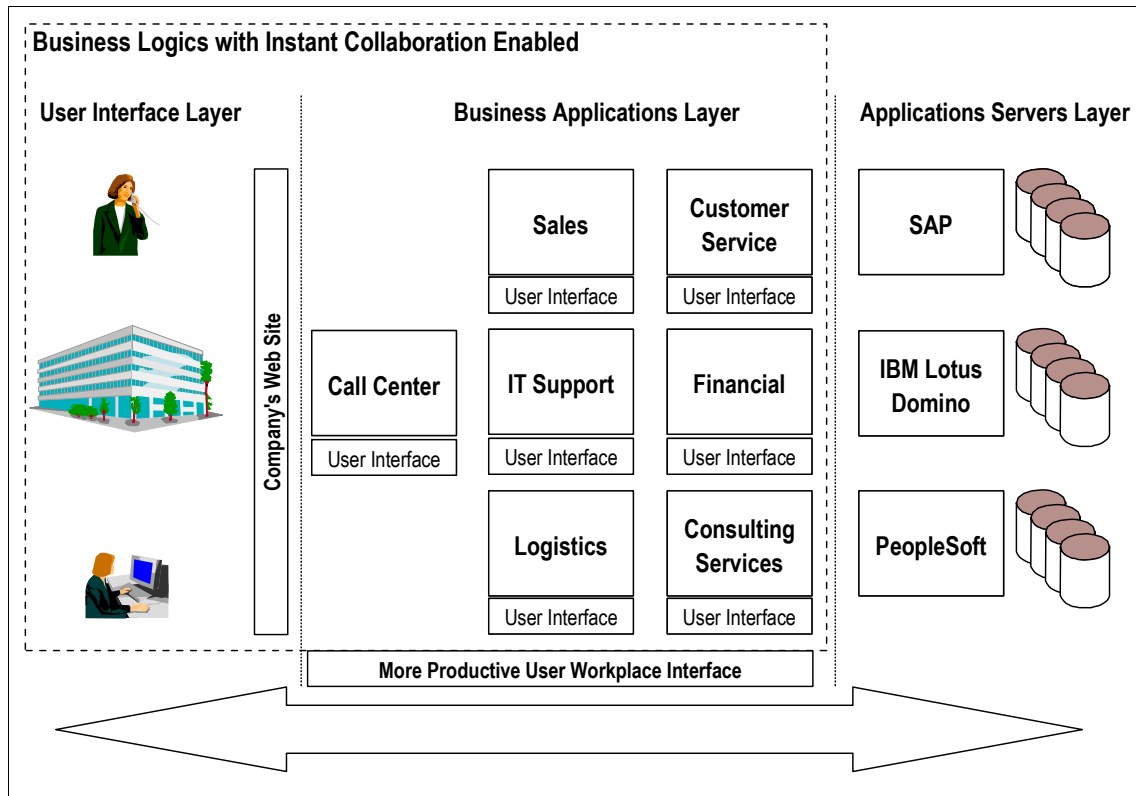 Business Logics with Instant Collaboration Enabled
User Interface Layer
Business Applications Layer
Applications Servers Layer
Company's Web Site
Sales
User Interface
Customer
Service
User Interface
SAP
Call Center
User Interface
IT Support
User Interface
Financial
User Interface
IBM Lotus
Domino
Logistics
User Interface
Consulting
Services
User Interface
PeopleSoft
More Productive User Workplace Interface